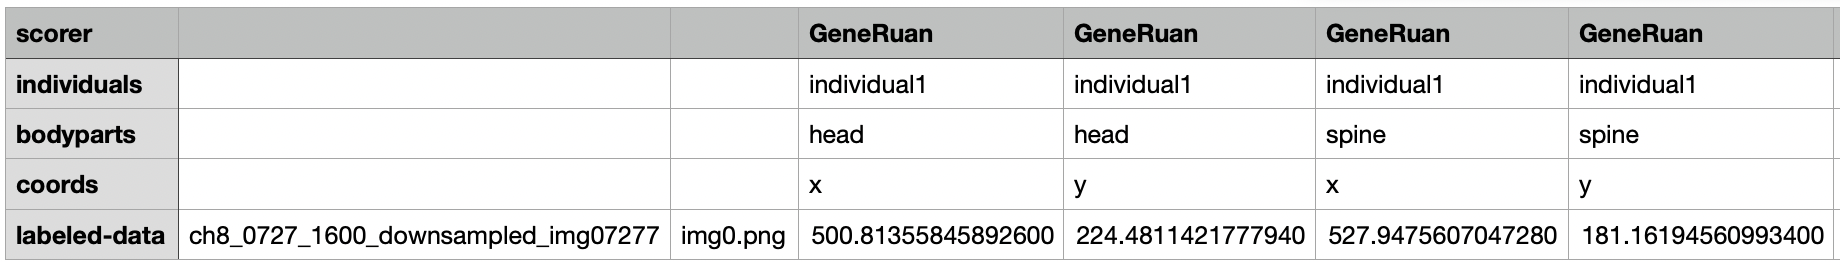 scorer GeneRuan GeneRuan GeneRuan GeneRuan
individuals individual1 individual1 individual1 individual1
bodyparts head head spine spine
coords x y x y
labeled-data ch8_0727_1600_downsampled_img07277 img0.png 500.81355845892600 224.4811421777940 527.9475607047280 181.16194560993400